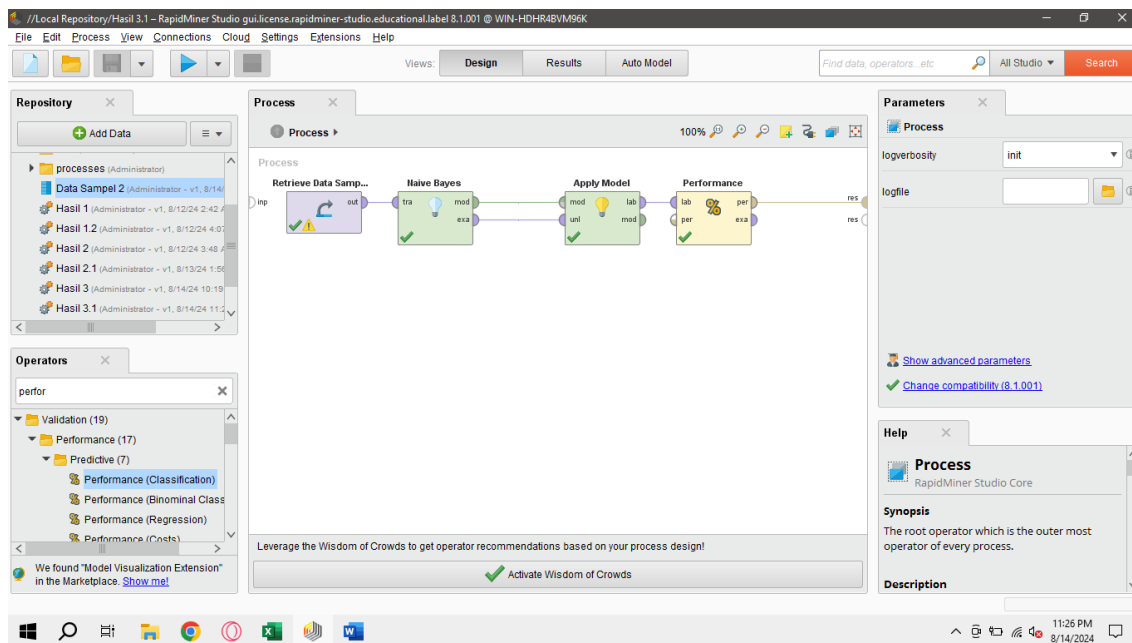 //Local Repository/Hasil 3.1 – RapidMiner Studio gui.license.rapidminer-studio.educational.label 8.1.001 @ WIN-HDHR4BVM96K
File Edit Process View Connections Cloud Settings Extensions Help
Views: Design Results Auto Model
Find data, operators...etc All Studio Search
Repository
Add Data
processes (Administrator)
Data Sampel 2 (Administrator - v1, 8/14/
Hasil 1 (Administrator - v1, 8/12/24 2:42 A
Hasil 1.2 (Administrator - v1, 8/12/24 4:07
Hasil 2 (Administrator - v1, 8/12/24 3:48 A
Hasil 2.1 (Administrator - v1, 8/13/24 1:56
Hasil 3 (Administrator - v1, 8/14/24 10:19
Hasil 3.1 (Administrator - v1, 8/14/24 11:2
Operators
perfor
Validation (19)
Performance (17)
Predictive (7)
Performance (Classification)
Performance (Binominal Class
Performance (Regression)
Performance (Costs)
We found "Model Visualization Extension"
in the Marketplace. Show me!
Process
Process
100%
Process
Retrieve Data Samp... Naive Bayes Apply Model Performance
inp out tra mod mod lab lab per res
exa unl mod per exa res
Leverage the Wisdom of Crowds to get operator recommendations based on your process design!
Activate Wisdom of Crowds
Parameters
Process
logverbosity init
logfile
Show advanced parameters
Change compatibility (8.1.001)
Help
Process
RapidMiner Studio Core
Synopsis
The root operator which is the outer most
operator of every process.
Description
11:26 PM
8/14/2024